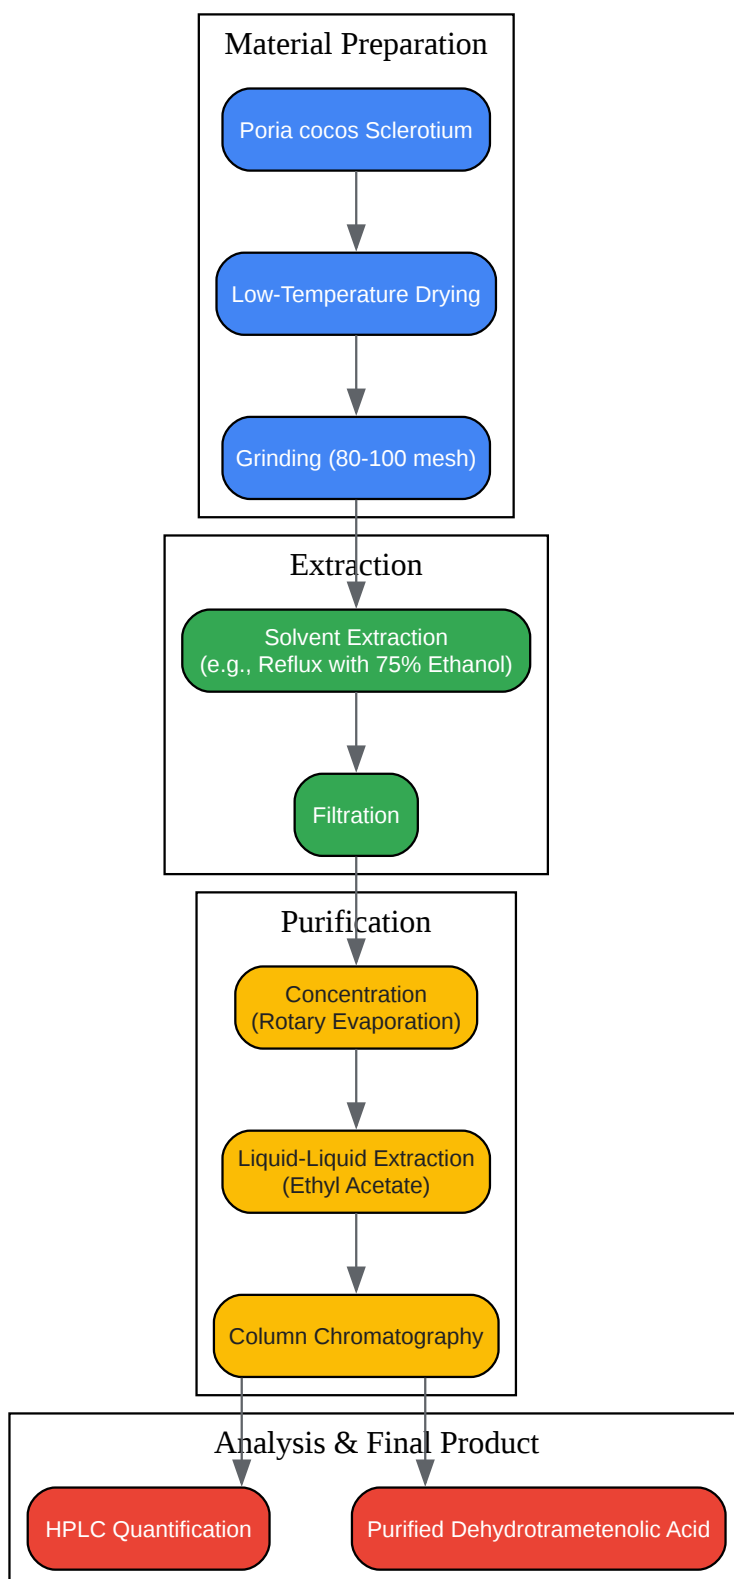 Material Preparation
Poria cocos Sclerotium
Low-Temperature Drying
Grinding (80-100 mesh)
Extraction
Solvent Extraction
(e.g., Reflux with 75% Ethanol)
Filtration
Purification
Concentration
(Rotary Evaporation)
Liquid-Liquid Extraction
(Ethyl Acetate)
Column Chromatography
Analysis & Final Product
HPLC Quantification
Purified Dehydrotrametenolic Acid